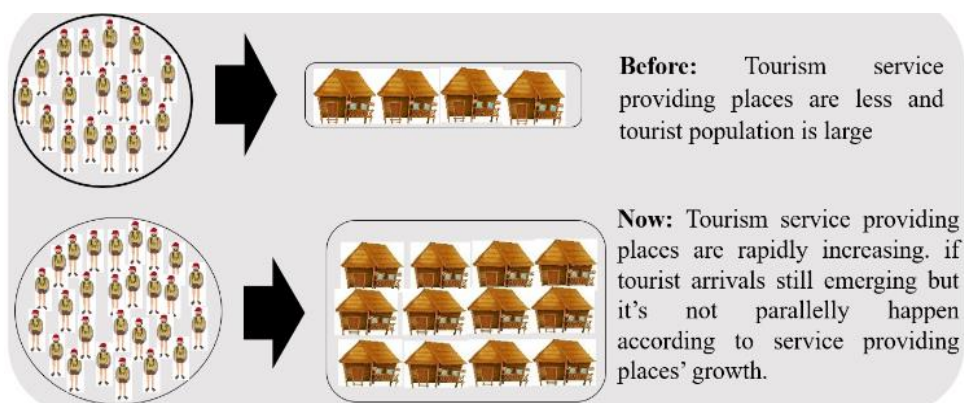 Before: Tourism service
providing places are less and
tourist population is large
Now: Tourism service providing
places are rapidly increasing. if
tourist arrivals still emerging but
it's not parallelly happen
according to service providing
places' growth.